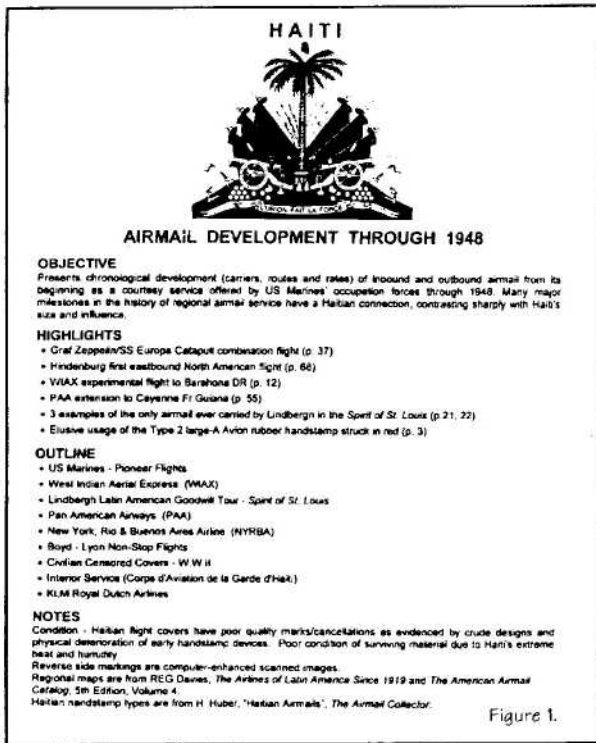 HAITI
L'UNION FAIT LA FORCE
AIRMAIL DEVELOPMENT THROUGH 1948
OBJECTIVE
Presents chronological development (carriers, routes and rates) of inbound and outbound airmail from its
beginning as a courtesy service offered by US Marines' occupation forces through 1948. Many major
milestones in the history of regional airmail service have a Haitian connection, contrasting sharply with Haiti's
size and influence.
HIGHLIGHTS
• Graf Zeppelin/SS Europa Catapult combination flight (p. 37)
• Hindenburg first eastbound North American flight (p. 68)
• WIAX experimental flight to Barahona DR (p. 12)
• PAA extension to Cayenne Fr Guiana (p. 55)
• 3 examples of the only airmail ever carried by Lindbergh in the Spirit of St. Louis (p.21, 22)
• Elusive usage of the Type 2 large-A Avion rubber handstamp struck in red (p. 3)
OUTLINE
• US Marines - Pioneer Flights
• West Indian Aerial Express (WIAX)
• Lindbergh Latin American Goodwill Tour - Spirit of St. Louis
• Pan American Airways (PAA)
• New York, Rio & Buenos Aires Airline (NYRBA)
• Boyd - Lyon Non-Stop Flights
• Civilian Censored Covers - W.W.II
• Interior Service (Corps d'Aviation de la Garde d'Haiti)
• KLM Royal Dutch Airlines
NOTES
Condition - Haitian flight covers have poor quality marks/cancellations as evidenced by crude designs and
physical deterioration of early handstamp devices. Poor condition of surviving material due to Haiti's extreme
heat and humidity.
Reverse side markings are computer-enhanced scanned images.
Regional maps are from REG Davies, The Airlines of Latin America Since 1919 and The American Airmail
Catalog, 5th Edition, Volume 4.
Haitian handstamp types are from H. Huber, "Haitian Airmails", The Airmail Collector.
Figure 1.